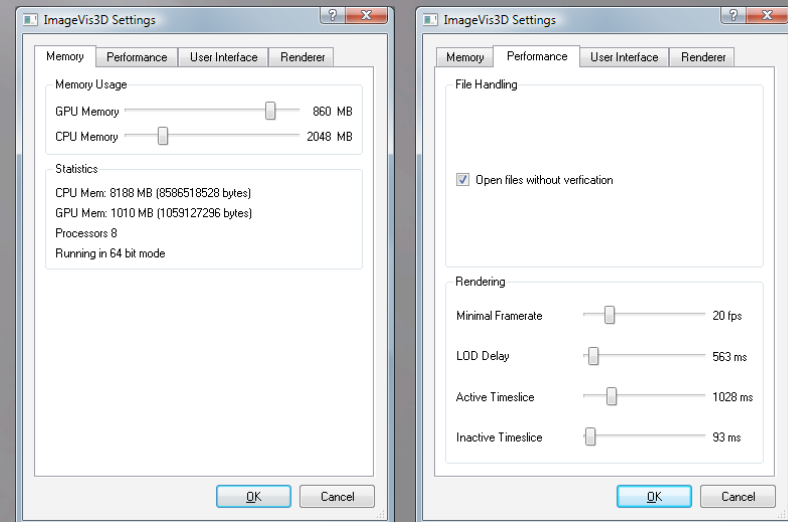 ImageVis3D Settings
Memory Performance User Interface Renderer
Memory Usage
GPU Memory 860 MB
CPU Memory 2048 MB
Statistics
CPU Mem: 8188 MB (8586518528 bytes)
GPU Mem: 1010 MB (1059127296 bytes)
Processors 8
Running in 64 bit mode
OK Cancel
ImageVis3D Settings
Memory Performance User Interface Renderer
File Handling
Open files without verfication
Rendering
Minimal Framerate 20 fps
LOD Delay 563 ms
Active Timeslice 1028 ms
Inactive Timeslice 93 ms
OK Cancel